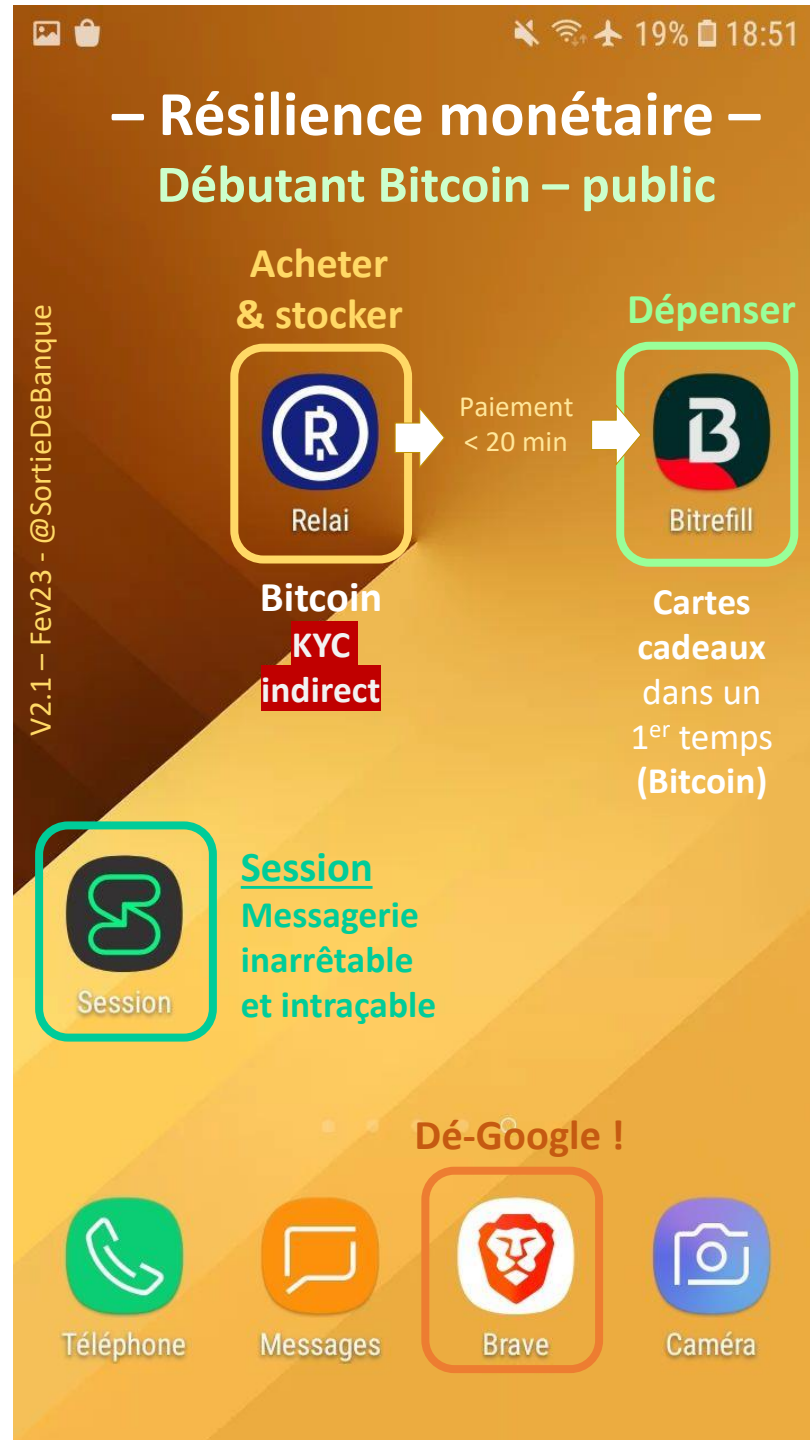 19% 18:51
– Résilience monétaire –
Débutant Bitcoin – public
Acheter
& stocker
Dépenser
Paiement
< 20 min
Relai
Bitrefill
Bitcoin
KYC
indirect
Cartes
cadeaux
dans un
1er temps
(Bitcoin)
V2.1 – Fev23 - @SortieDeBanque
Session
Messagerie
inarrêtable
et intraçable
Session
Dé-Google !
Téléphone
Messages
Brave
Caméra